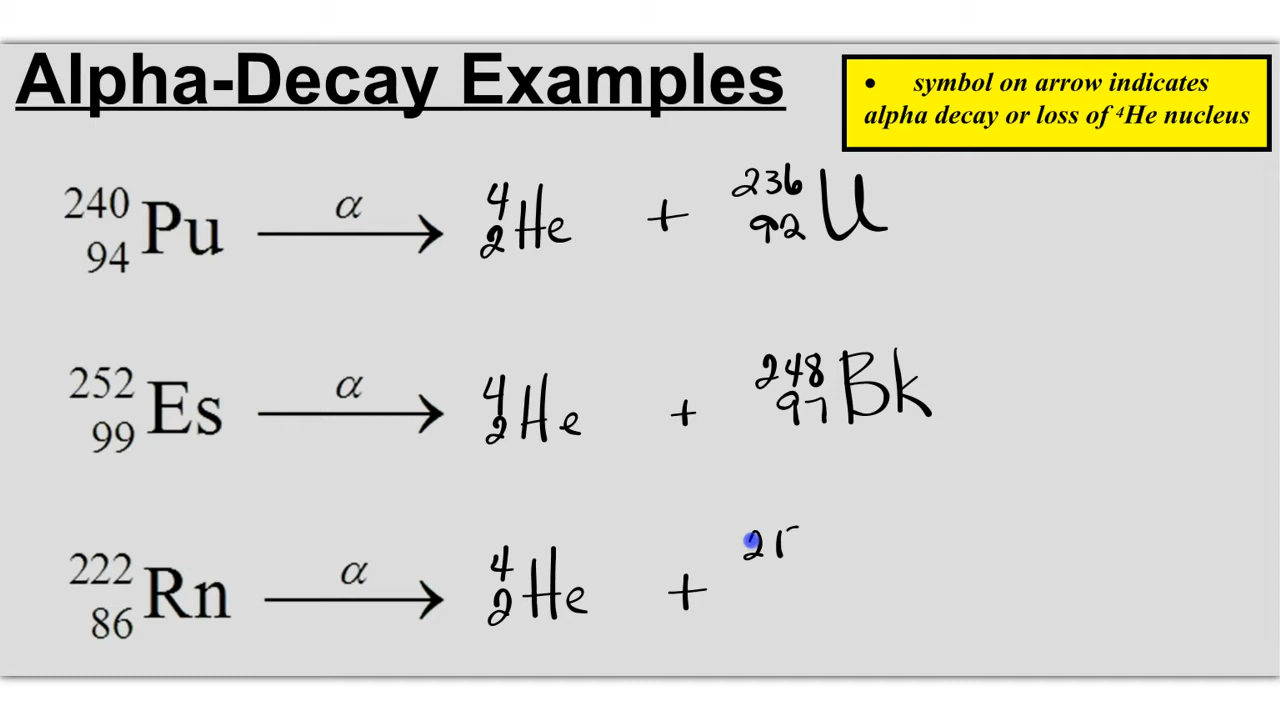 Alpha-Decay Examples
• symbol on arrow indicates
alpha decay or loss of ⁴He nucleus
²⁴⁰₉₄Pu —α→ ⁴₂He + ²³⁶₉₂U
²⁵²₉₉Es —α→ ⁴₂He + ²⁴⁸₉₇Bk
²²²₈₆Rn —α→ ⁴₂He + ²¹